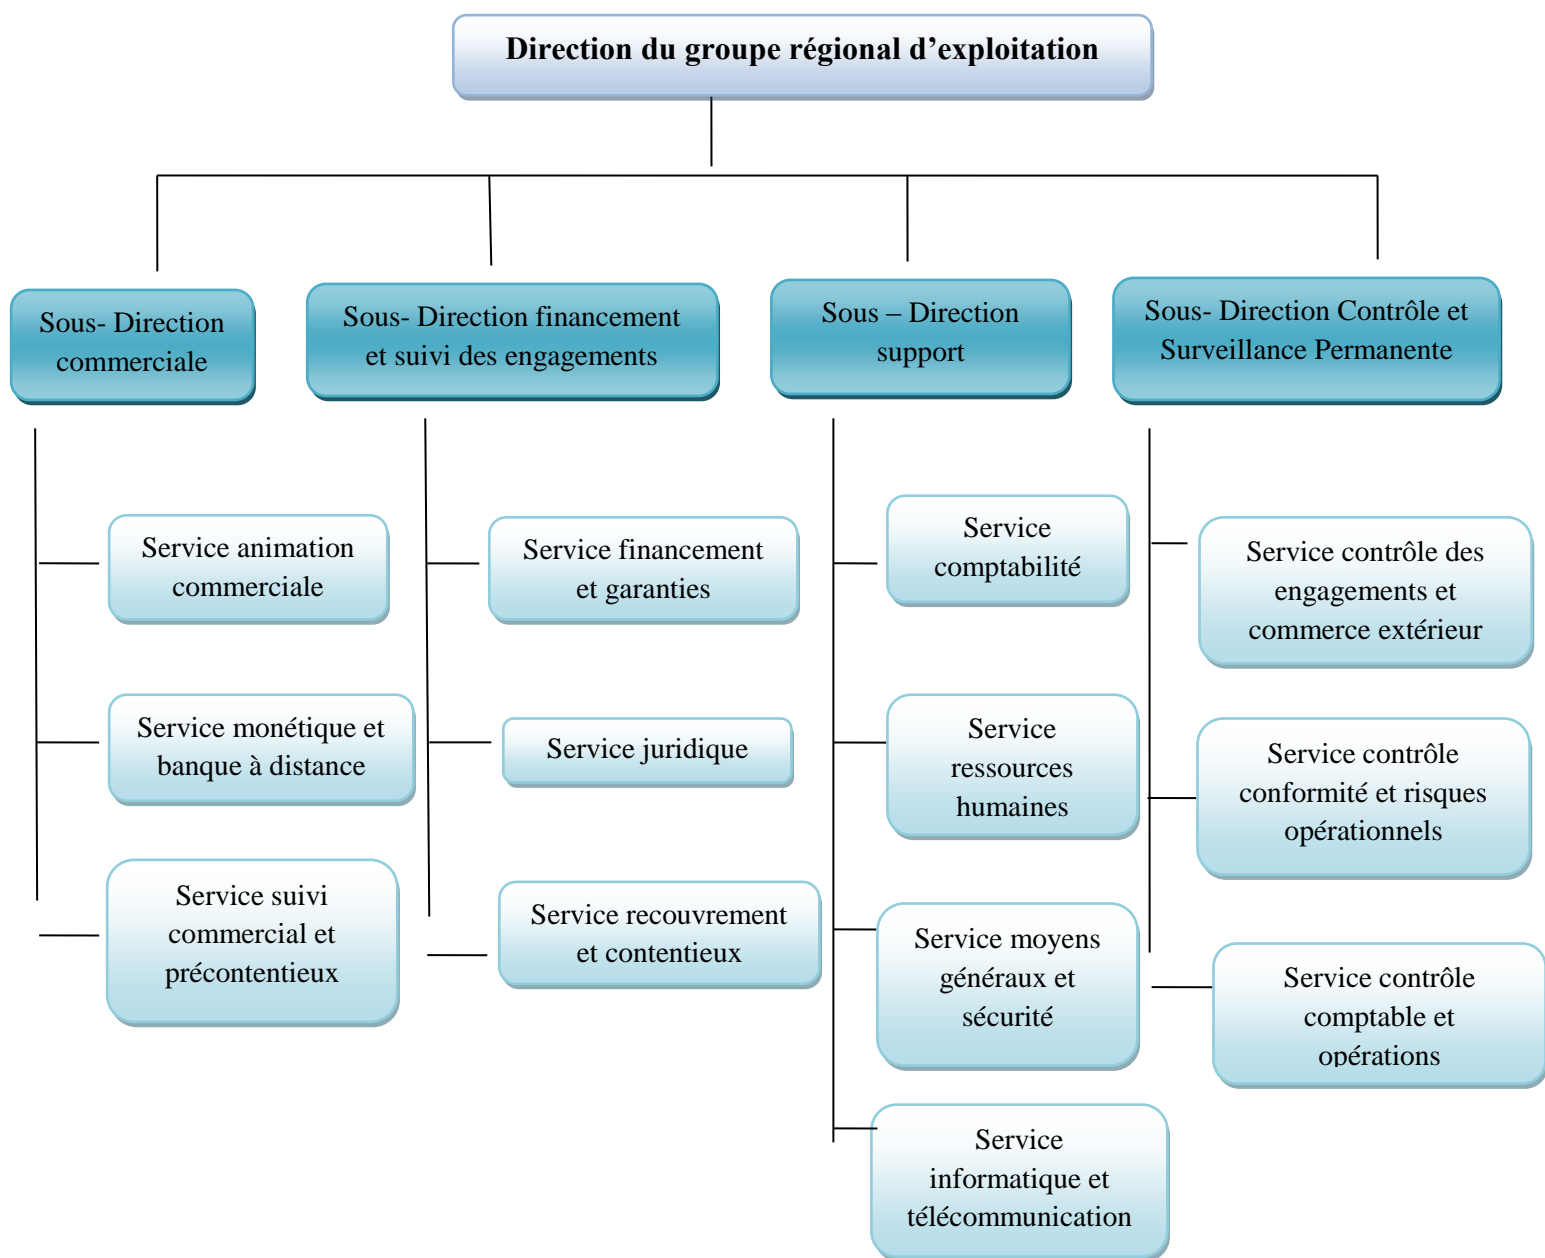 Direction du groupe régional d’exploitation
Sous- Direction
commerciale
Sous- Direction financement
et suivi des engagements
Sous – Direction
support
Sous- Direction Contrôle et
Surveillance Permanente
Service animation
commerciale
Service monétique et
banque à distance
Service suivi
commercial et
précontentieux
Service financement
et garanties
Service juridique
Service recouvrement
et contentieux
Service
comptabilité
Service
ressources
humaines
Service moyens
généraux et
sécurité
Service
informatique et
télécommunication
Service contrôle des
engagements et
commerce extérieur
Service contrôle
conformité et risques
opérationnels
Service contrôle
comptable et
opérations